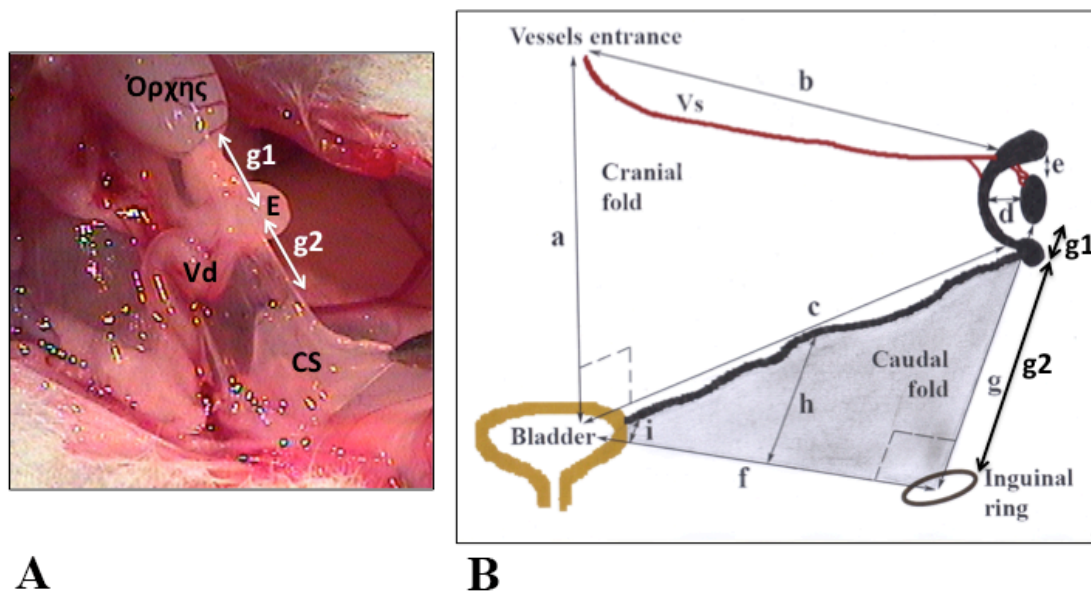 Όρχης
g1
E
g2
Vd
CS
A
Vessels entrance
b
Vs
Cranial
fold
e
d
a
g1
c
Caudal
fold
g
g2
h
Bladder
i
f
Inguinal
ring
B